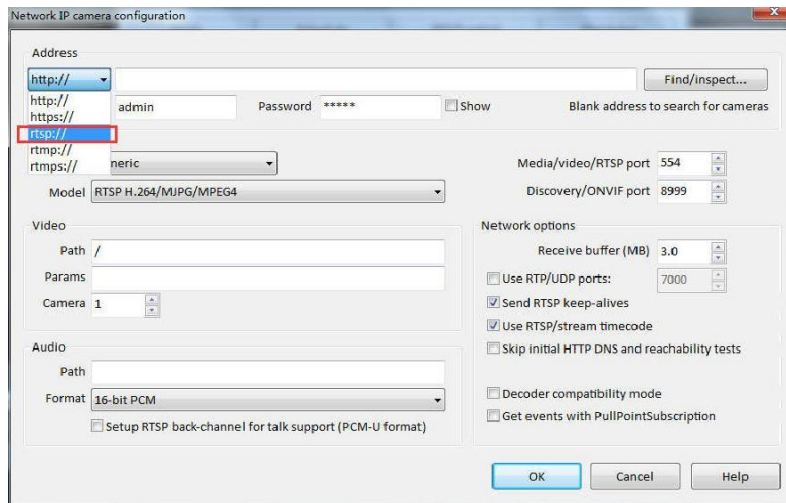 Network IP camera configuration
Address
http://
Find/inspect...
http://
https://
rtsp://
rtmp://
rtmps://
admin
Password *****
Show
Blank address to search for cameras
neric
Model RTSP H.264/MJPG/MPEG4
Media/video/RTSP port 554
Discovery/ONVIF port 8999
Video
Path /
Params
Camera 1
Network options
Receive buffer (MB) 3.0
Use RTP/UDP ports: 7000
Send RTSP keep-alives
Use RTSP/stream timecode
Skip initial HTTP DNS and reachability tests
Decoder compatibility mode
Get events with PullPointSubscription
Audio
Path
Format 16-bit PCM
Setup RTSP back-channel for talk support (PCM-U format)
OK
Cancel
Help